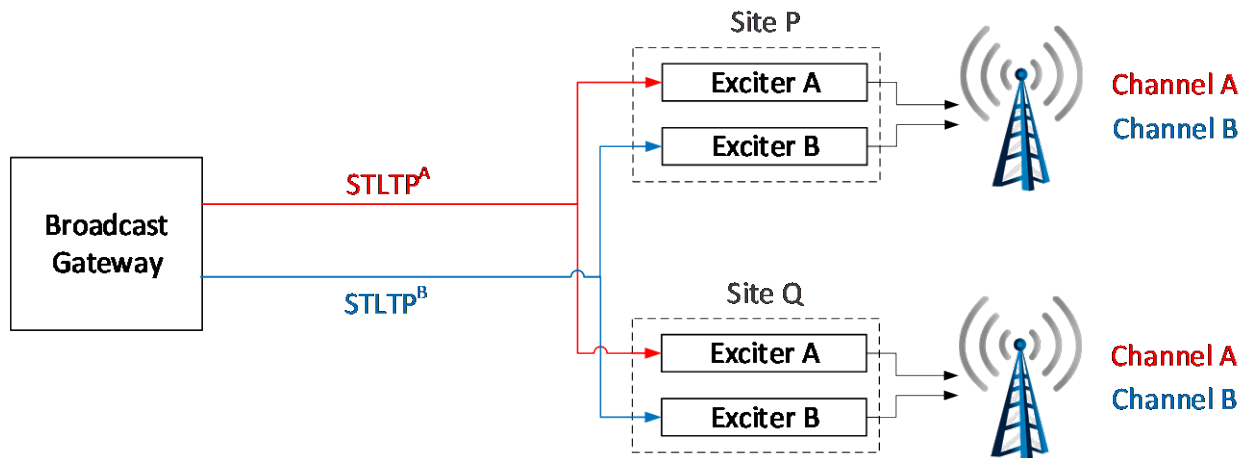 Site P
Exciter A
Exciter B
Channel A
Channel B
Broadcast
Gateway
STLTP^A
STLTP^B
Site Q
Exciter A
Exciter B
Channel A
Channel B